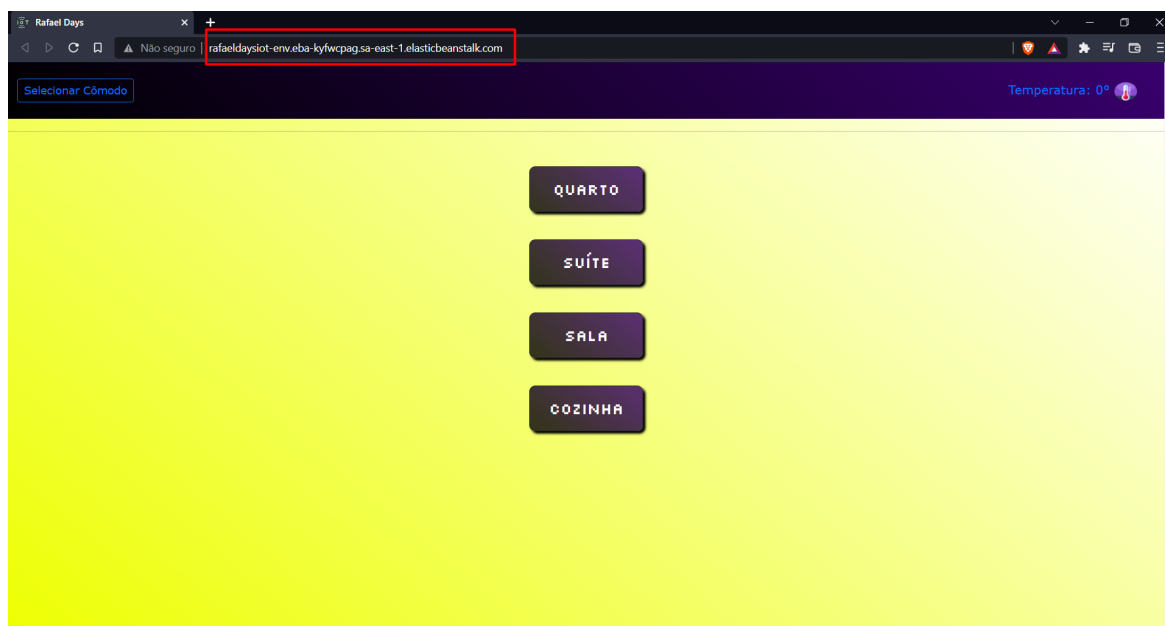 Rafael Days
Não seguro | rafaeldaysiot-env.eba-kyfwcpag.sa-east-1.elasticbeanstalk.com
Selecionar Cômodo
Temperatura: 0°
QUARTO
SUÍTE
SALA
COZINHA